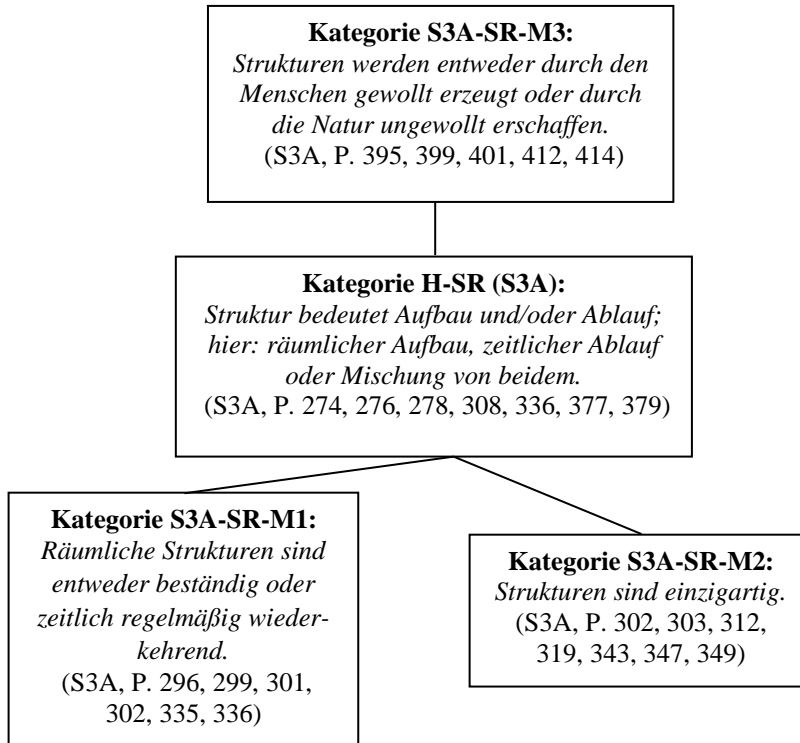 Kategorie S3A-SR-M3:
Strukturen werden entweder durch den
Menschen gewollt erzeugt oder durch
die Natur ungewollt erschaffen.
(S3A, P. 395, 399, 401, 412, 414)
Kategorie H-SR (S3A):
Struktur bedeutet Aufbau und/oder Ablauf;
hier: räumlicher Aufbau, zeitlicher Ablauf
oder Mischung von beidem.
(S3A, P. 274, 276, 278, 308, 336, 377, 379)
Kategorie S3A-SR-M1:
Räumliche Strukturen sind
entweder beständig oder
zeitlich regelmäßig wieder-
kehrend.
(S3A, P. 296, 299, 301,
302, 335, 336)
Kategorie S3A-SR-M2:
Strukturen sind einzigartig.
(S3A, P. 302, 303, 312,
319, 343, 347, 349)